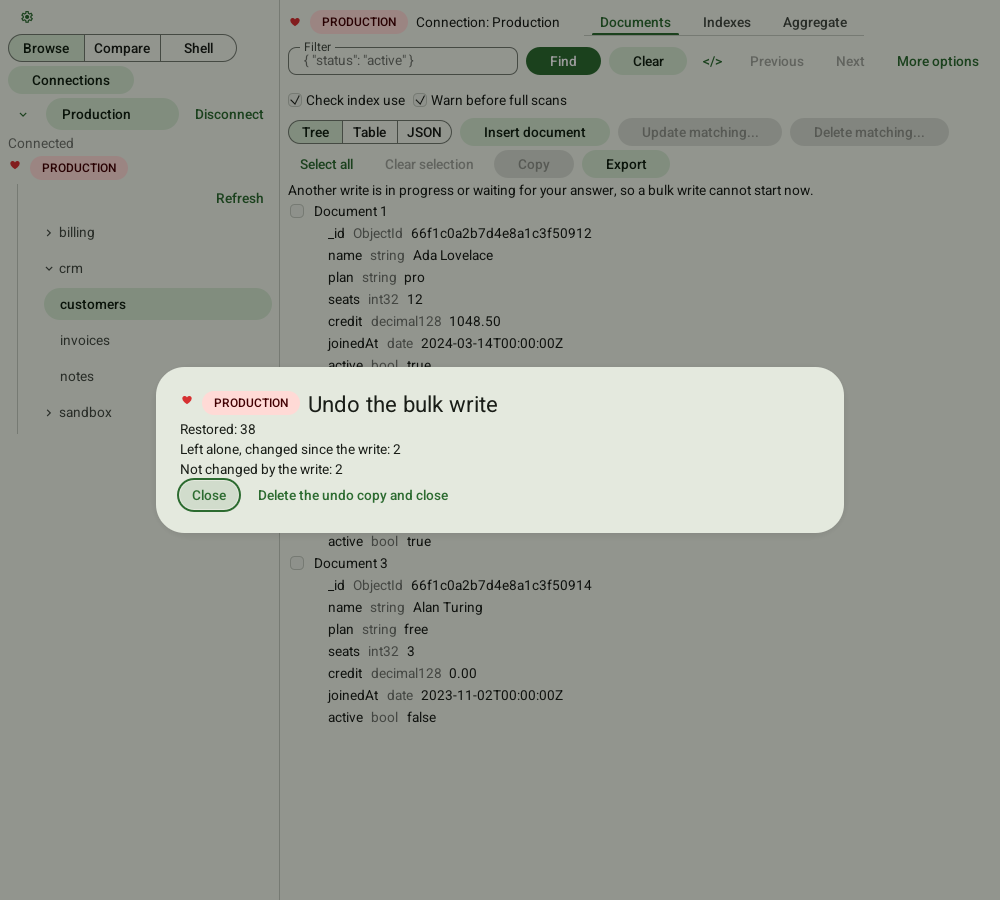 Browse Compare Shell
Connections
Production Disconnect
Connected
PRODUCTION
Refresh
billing
crm
customers
invoices
notes
sandbox
PRODUCTION Connection: Production Documents Indexes Aggregate
Filter
{ "status": "active" } Find Clear </> Previous Next More options
Check index use Warn before full scans
Tree Table JSON Insert document Update matching... Delete matching...
Select all Clear selection Copy Export
Another write is in progress or waiting for your answer, so a bulk write cannot start now.
Document 1
_id ObjectId 66f1c0a2b7d4e8a1c3f50912
name string Ada Lovelace
plan string pro
seats int32 12
credit decimal128 1048.50
joinedAt date 2024-03-14T00:00:00Z
active bool true
PRODUCTION Undo the bulk write
Restored: 38
Left alone, changed since the write: 2
Not changed by the write: 2
Close Delete the undo copy and close
active bool true
Document 3
_id ObjectId 66f1c0a2b7d4e8a1c3f50914
name string Alan Turing
plan string free
seats int32 3
credit decimal128 0.00
joinedAt date 2023-11-02T00:00:00Z
active bool false